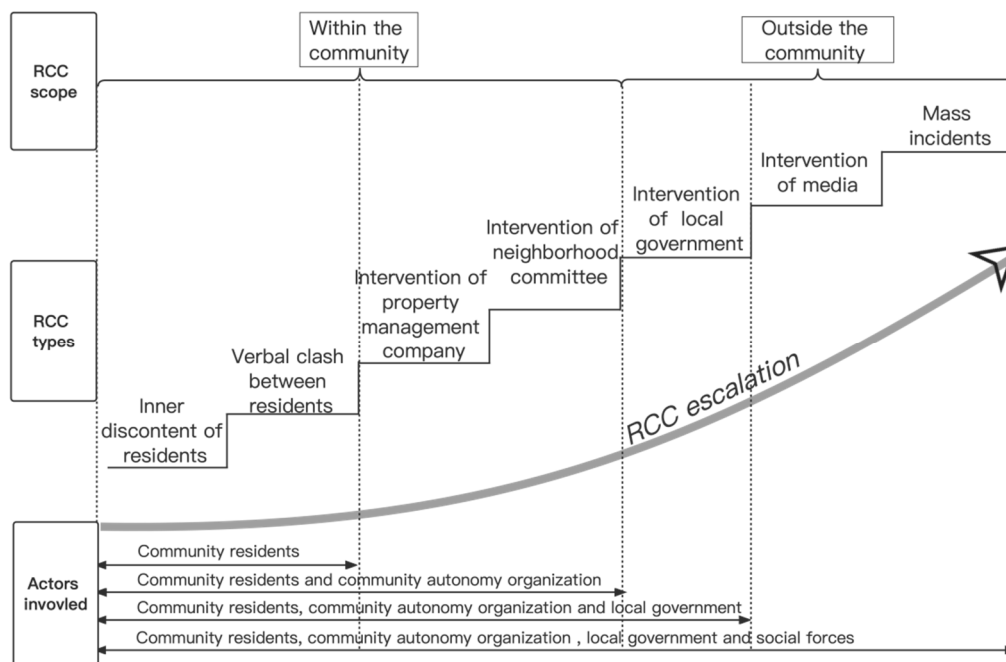 RCC
scope
Within the
community
Outside the
community
RCC
types
Inner
discontent of
residents
Verbal clash
between
residents
Intervention of
property
management
company
Intervention of
neighborhood
committee
Intervention
of local
government
Intervention
of media
Mass
incidents
RCC escalation
Actors
invovled
Community residents
Community residents and community autonomy organization
Community residents, community autonomy organization and local government
Community residents, community autonomy organization , local government and social forces